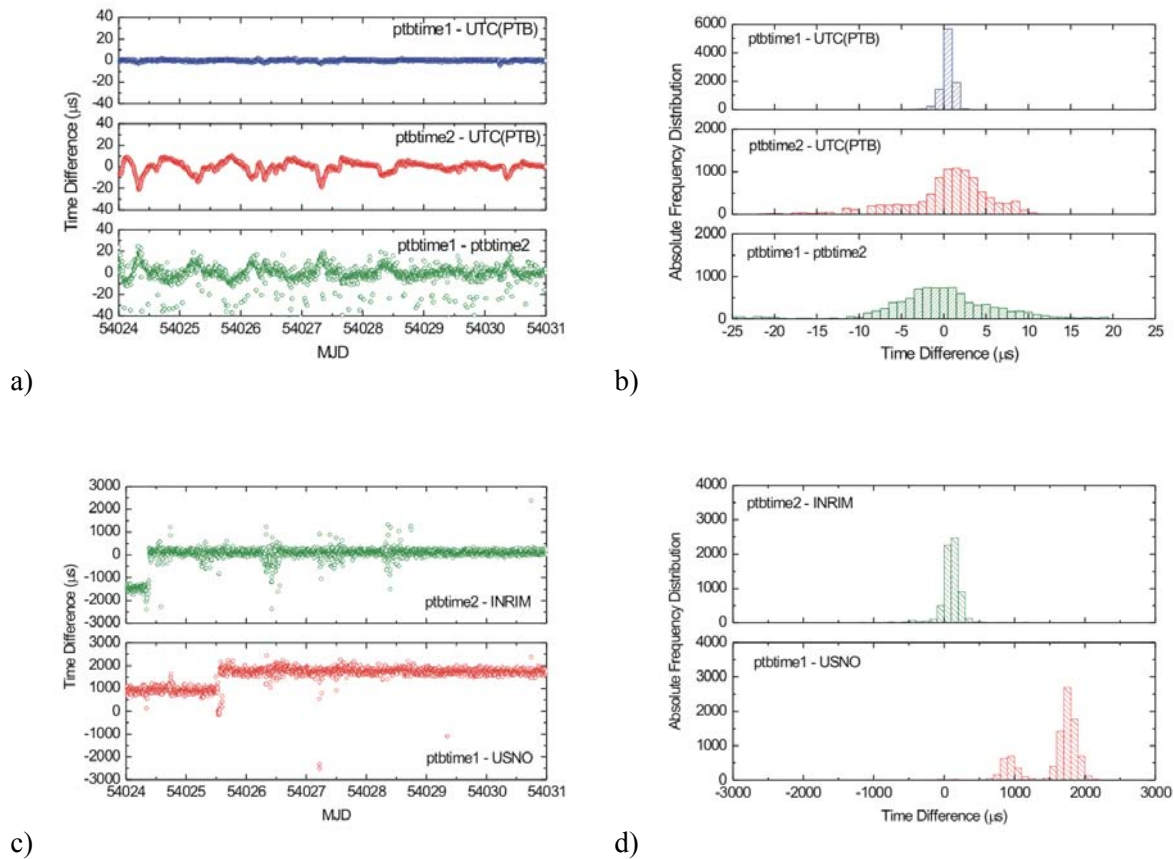 ptbtime1 - UTC(PTB)
40
20
0
-20
-40
ptbtime2 - UTC(PTB)
40
20
0
-20
-40
ptbtime1 - ptbtime2
40
20
0
-20
-40
Time Difference (µs)
54024 54025 54026 54027 54028 54029 54030 54031
MJD
a)
ptbtime1 - UTC(PTB)
6000
4000
2000
0
ptbtime2 - UTC(PTB)
2000
1000
0
ptbtime1 - ptbtime2
2000
1000
0
Absolute Frequency Distribution
-25 -20 -15 -10 -5 0 5 10 15 20 25
Time Difference (µs)
b)
3000
2000
1000
0
-1000
-2000
-3000
ptbtime2 - INRIM
3000
2000
1000
0
-1000
-2000
-3000
ptbtime1 - USNO
Time Difference (µs)
54024 54025 54026 54027 54028 54029 54030 54031
MJD
c)
4000
3000
2000
1000
0
ptbtime2 - INRIM
4000
3000
2000
1000
0
ptbtime1 - USNO
Absolute Frequency Distribution
-3000 -2000 -1000 0 1000 2000 3000
Time Difference (µs)
d)